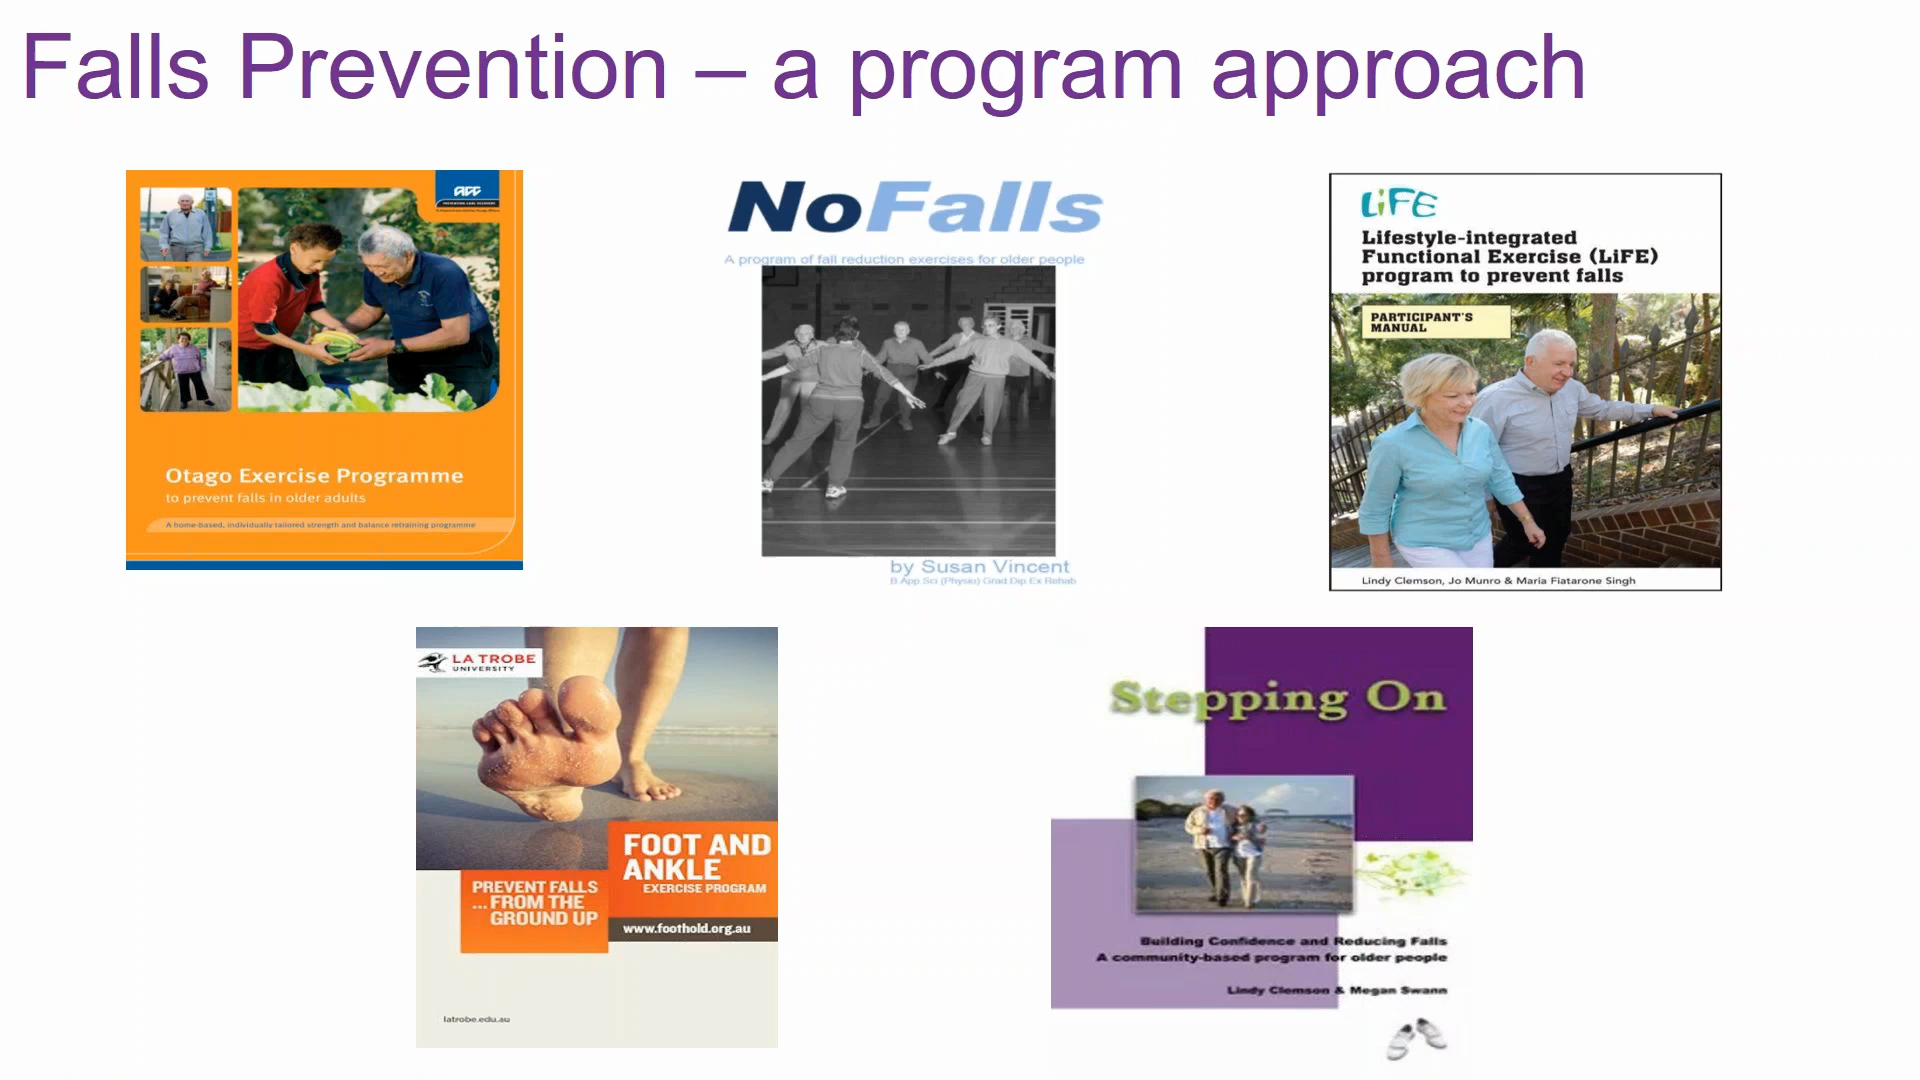 Falls Prevention – a program approach
ACC
Otago Exercise Programme
to prevent falls in older adults
A home-based, individually tailored strength and balance retraining programme
NoFalls
A program of fall reduction exercises for older people
by Susan Vincent
B.App.Sci (Physio) Grad.Dip.Ex Rehab
LiFE
Lifestyle-integrated
Functional Exercise (LiFE)
program to prevent falls
PARTICIPANT'S
MANUAL
Lindy Clemson, Jo Munro & Maria Fiatarone Singh
LA TROBE
UNIVERSITY
FOOT AND
ANKLE
EXERCISE PROGRAM
PREVENT FALLS
...FROM THE
GROUND UP
www.foothold.org.au
latrobe.edu.au
Stepping On
Building Confidence and Reducing Falls
A community-based program for older people
Lindy Clemson & Megan Swann